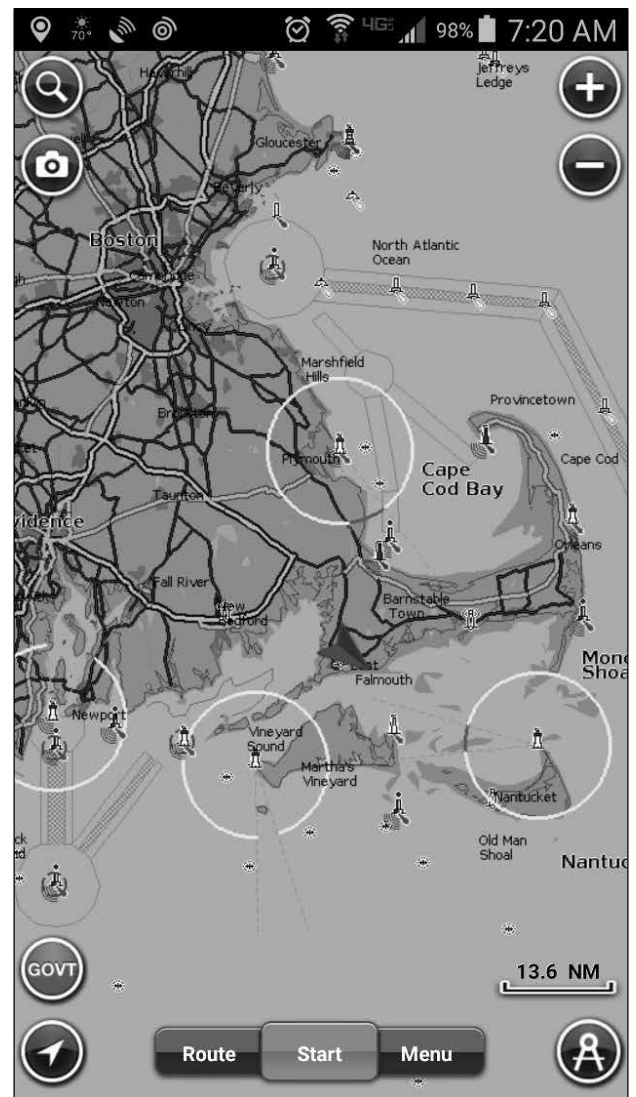 70°
4G
98%
7:20 AM
Haverhill
Jeffreys
Ledge
Gloucester
Beverly
Boston
North Atlantic
Ocean
Cambridge
Newton
Quincy
Marshfield
Hills
Provincetown
Brockton
Plymouth
Cape
Cod Bay
Cape Cod
Taunton
vidence
Orleans
Fall River
New
Bedford
Barnstable
Town
Mono
Shoa
East
Falmouth
Newport
Vineyard
Sound
Martha's
Vineyard
Nantucket
Old Man
Shoal
Nantuc
GOVT
13.6 NM
Route
Start
Menu